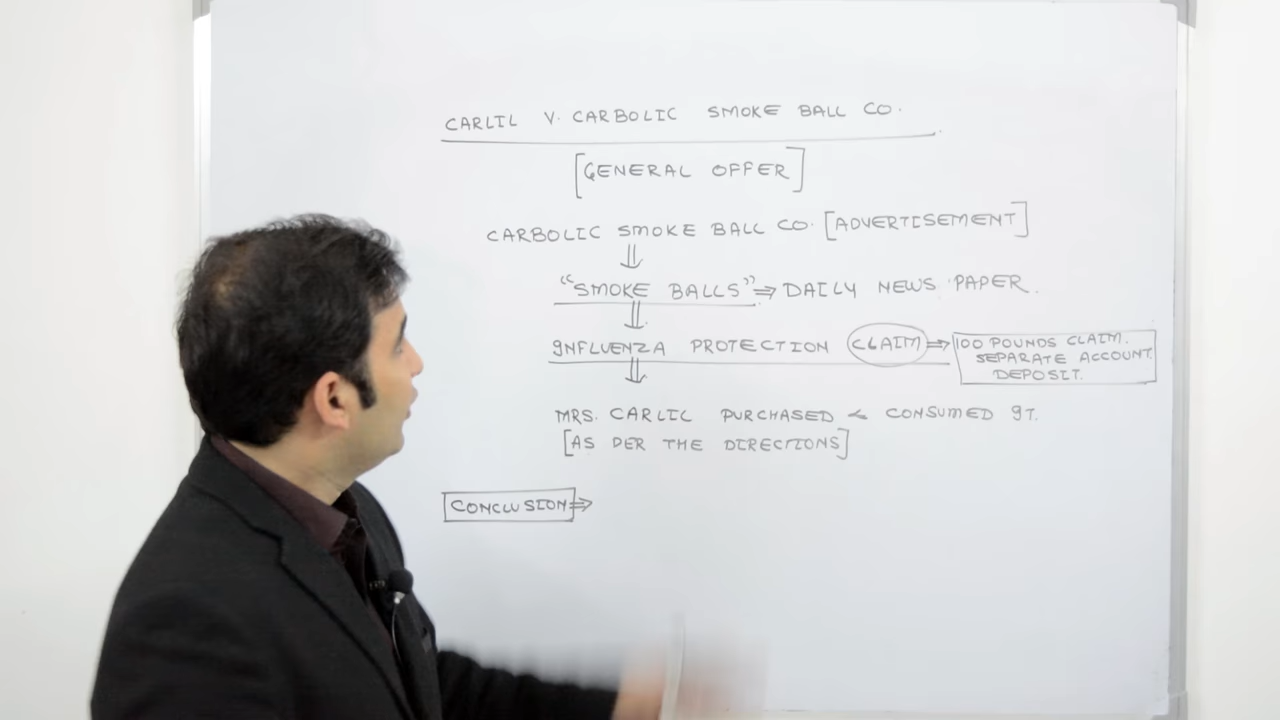 CARLIL V. CARBOLIC SMOKE BALL CO.
[GENERAL OFFER]
CARBOLIC SMOKE BALL CO. [ADVERTISEMENT]
⇓
"SMOKE BALLS" ⇒ DAILY NEWS PAPER.
⇓
INFLUENZA PROTECTION CLAIM ⇒ 100 POUNDS CLAIM.
SEPARATE ACCOUNT.
DEPOSIT.
⇓
MRS. CARLIL PURCHASED & CONSUMED IT.
[AS PER THE DIRECTIONS]
CONCLUSION ⇒